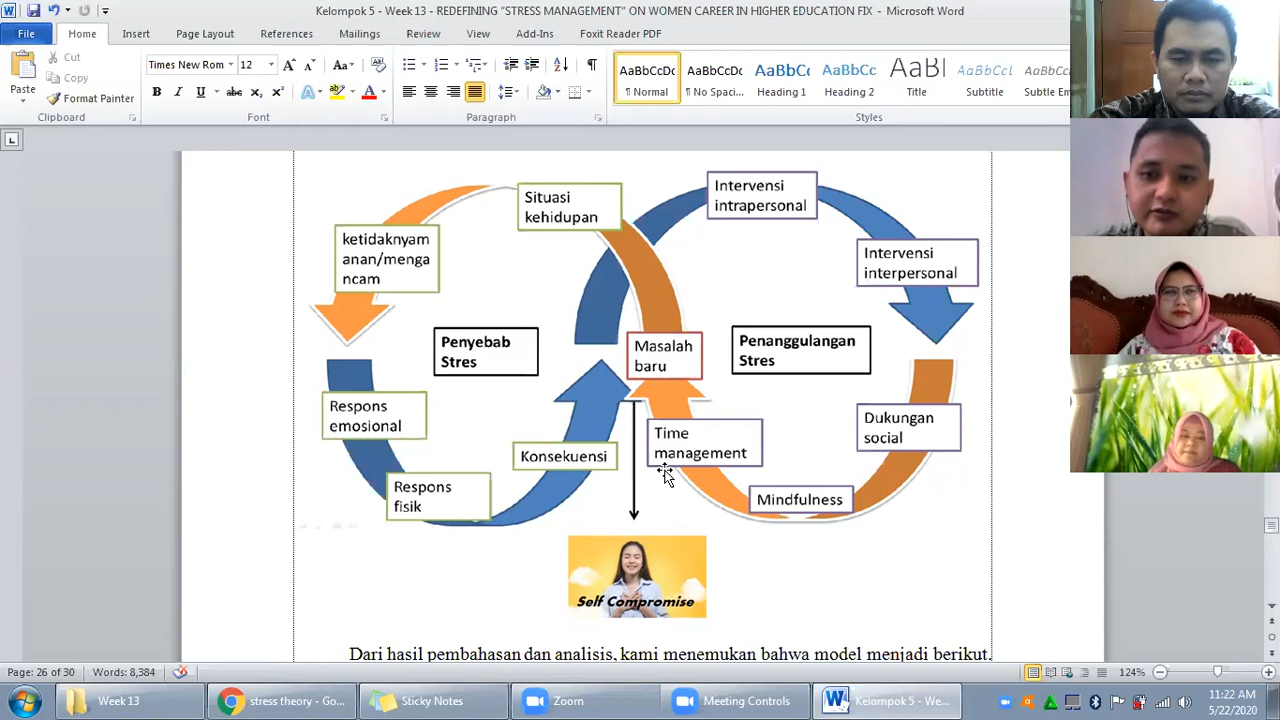 Kelompok 5 - Week 13 - REDEFINING "STRESS MANAGEMENT" ON WOMEN CAREER IN HIGHER EDUCATION FIX - Microsoft Word
File Home Insert Page Layout References Mailings Review View Add-Ins Foxit Reader PDF
Cut
Copy
Format Painter
Paste
Times New Rom 12
AaBbCcDc AaBbCcDc AaBbCc AaBbCc AaBl AaBbCcI AaBbCcDc
¶ Normal ¶ No Spaci... Heading 1 Heading 2 Title Subtitle Subtle Em
Clipboard Font Paragraph Styles
Situasi
kehidupan
Intervensi
intrapersonal
ketidaknyam
anan/menga
ncam
Intervensi
interpersonal
Penyebab
Stres
Masalah
baru
Penanggulangan
Stres
Respons
emosional
Konsekuensi
Time
management
Dukungan
social
Respons
fisik
Mindfulness
Self Compromise
Dari hasil pembahasan dan analisis, kami menemukan bahwa model menjadi berikut.
Page: 26 of 30 Words: 8,384 124%
Week 13 stress theory - Go... Sticky Notes Zoom Meeting Controls Kelompok 5 - We...
11:22 AM
5/22/2020